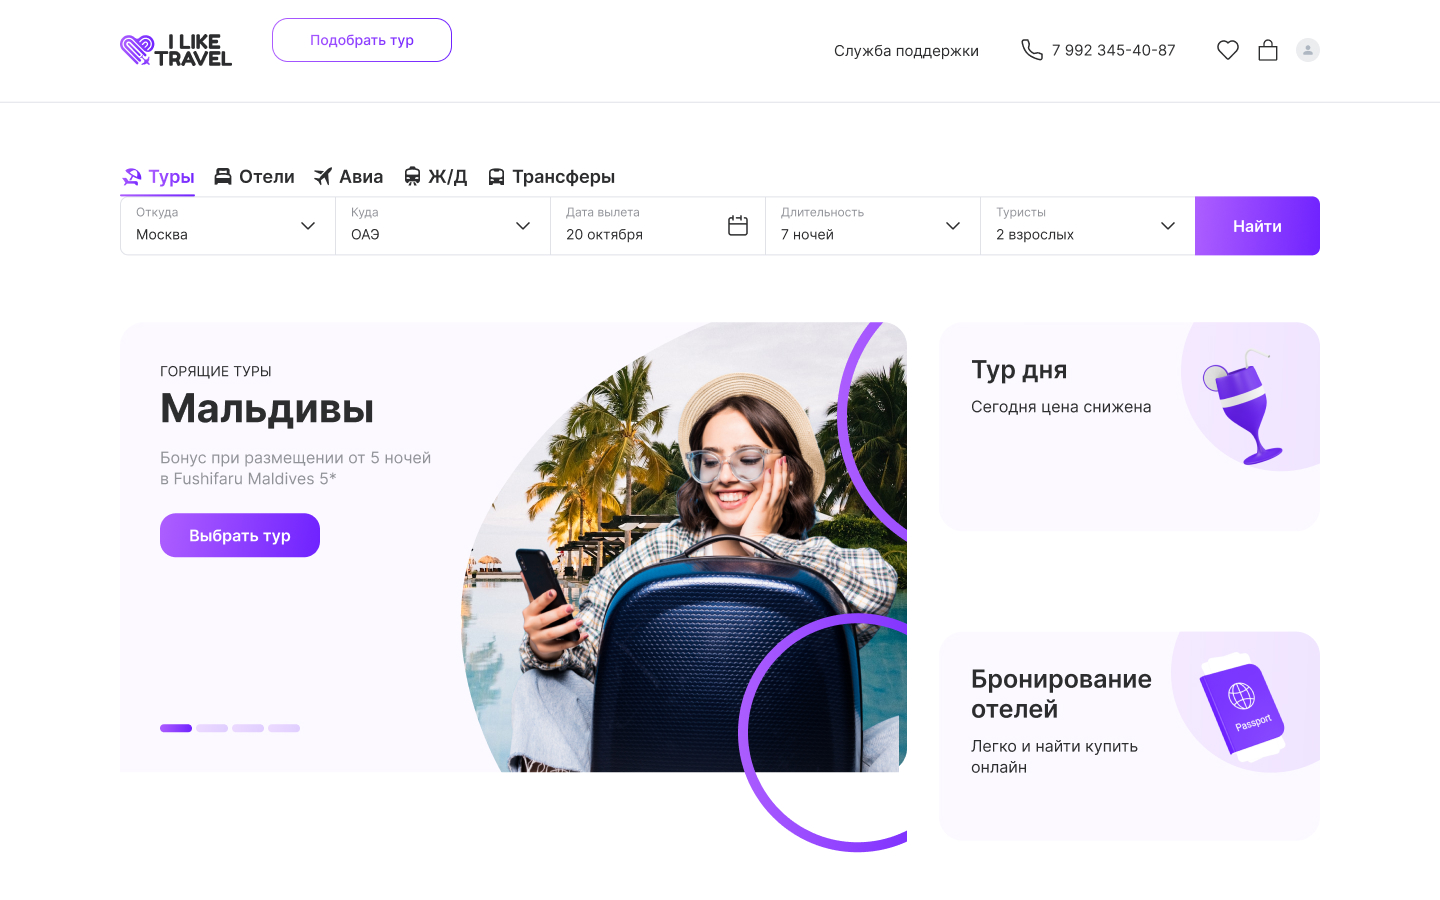 I LIKE
TRAVEL
Подобрать тур
Служба поддержки
7 992 345-40-87
Туры
Отели
Авиа
Ж/Д
Трансферы
Откуда
Москва
Куда
ОАЭ
Дата вылета
20 октября
Длительность
7 ночей
Туристы
2 взрослых
Найти
ГОРЯЩИЕ ТУРЫ
Мальдивы
Бонус при размещении от 5 ночей
в Fushifaru Maldives 5*
Выбрать тур
Тур дня
Сегодня цена снижена
Бронирование
отелей
Легко и найти купить
онлайн
Passport